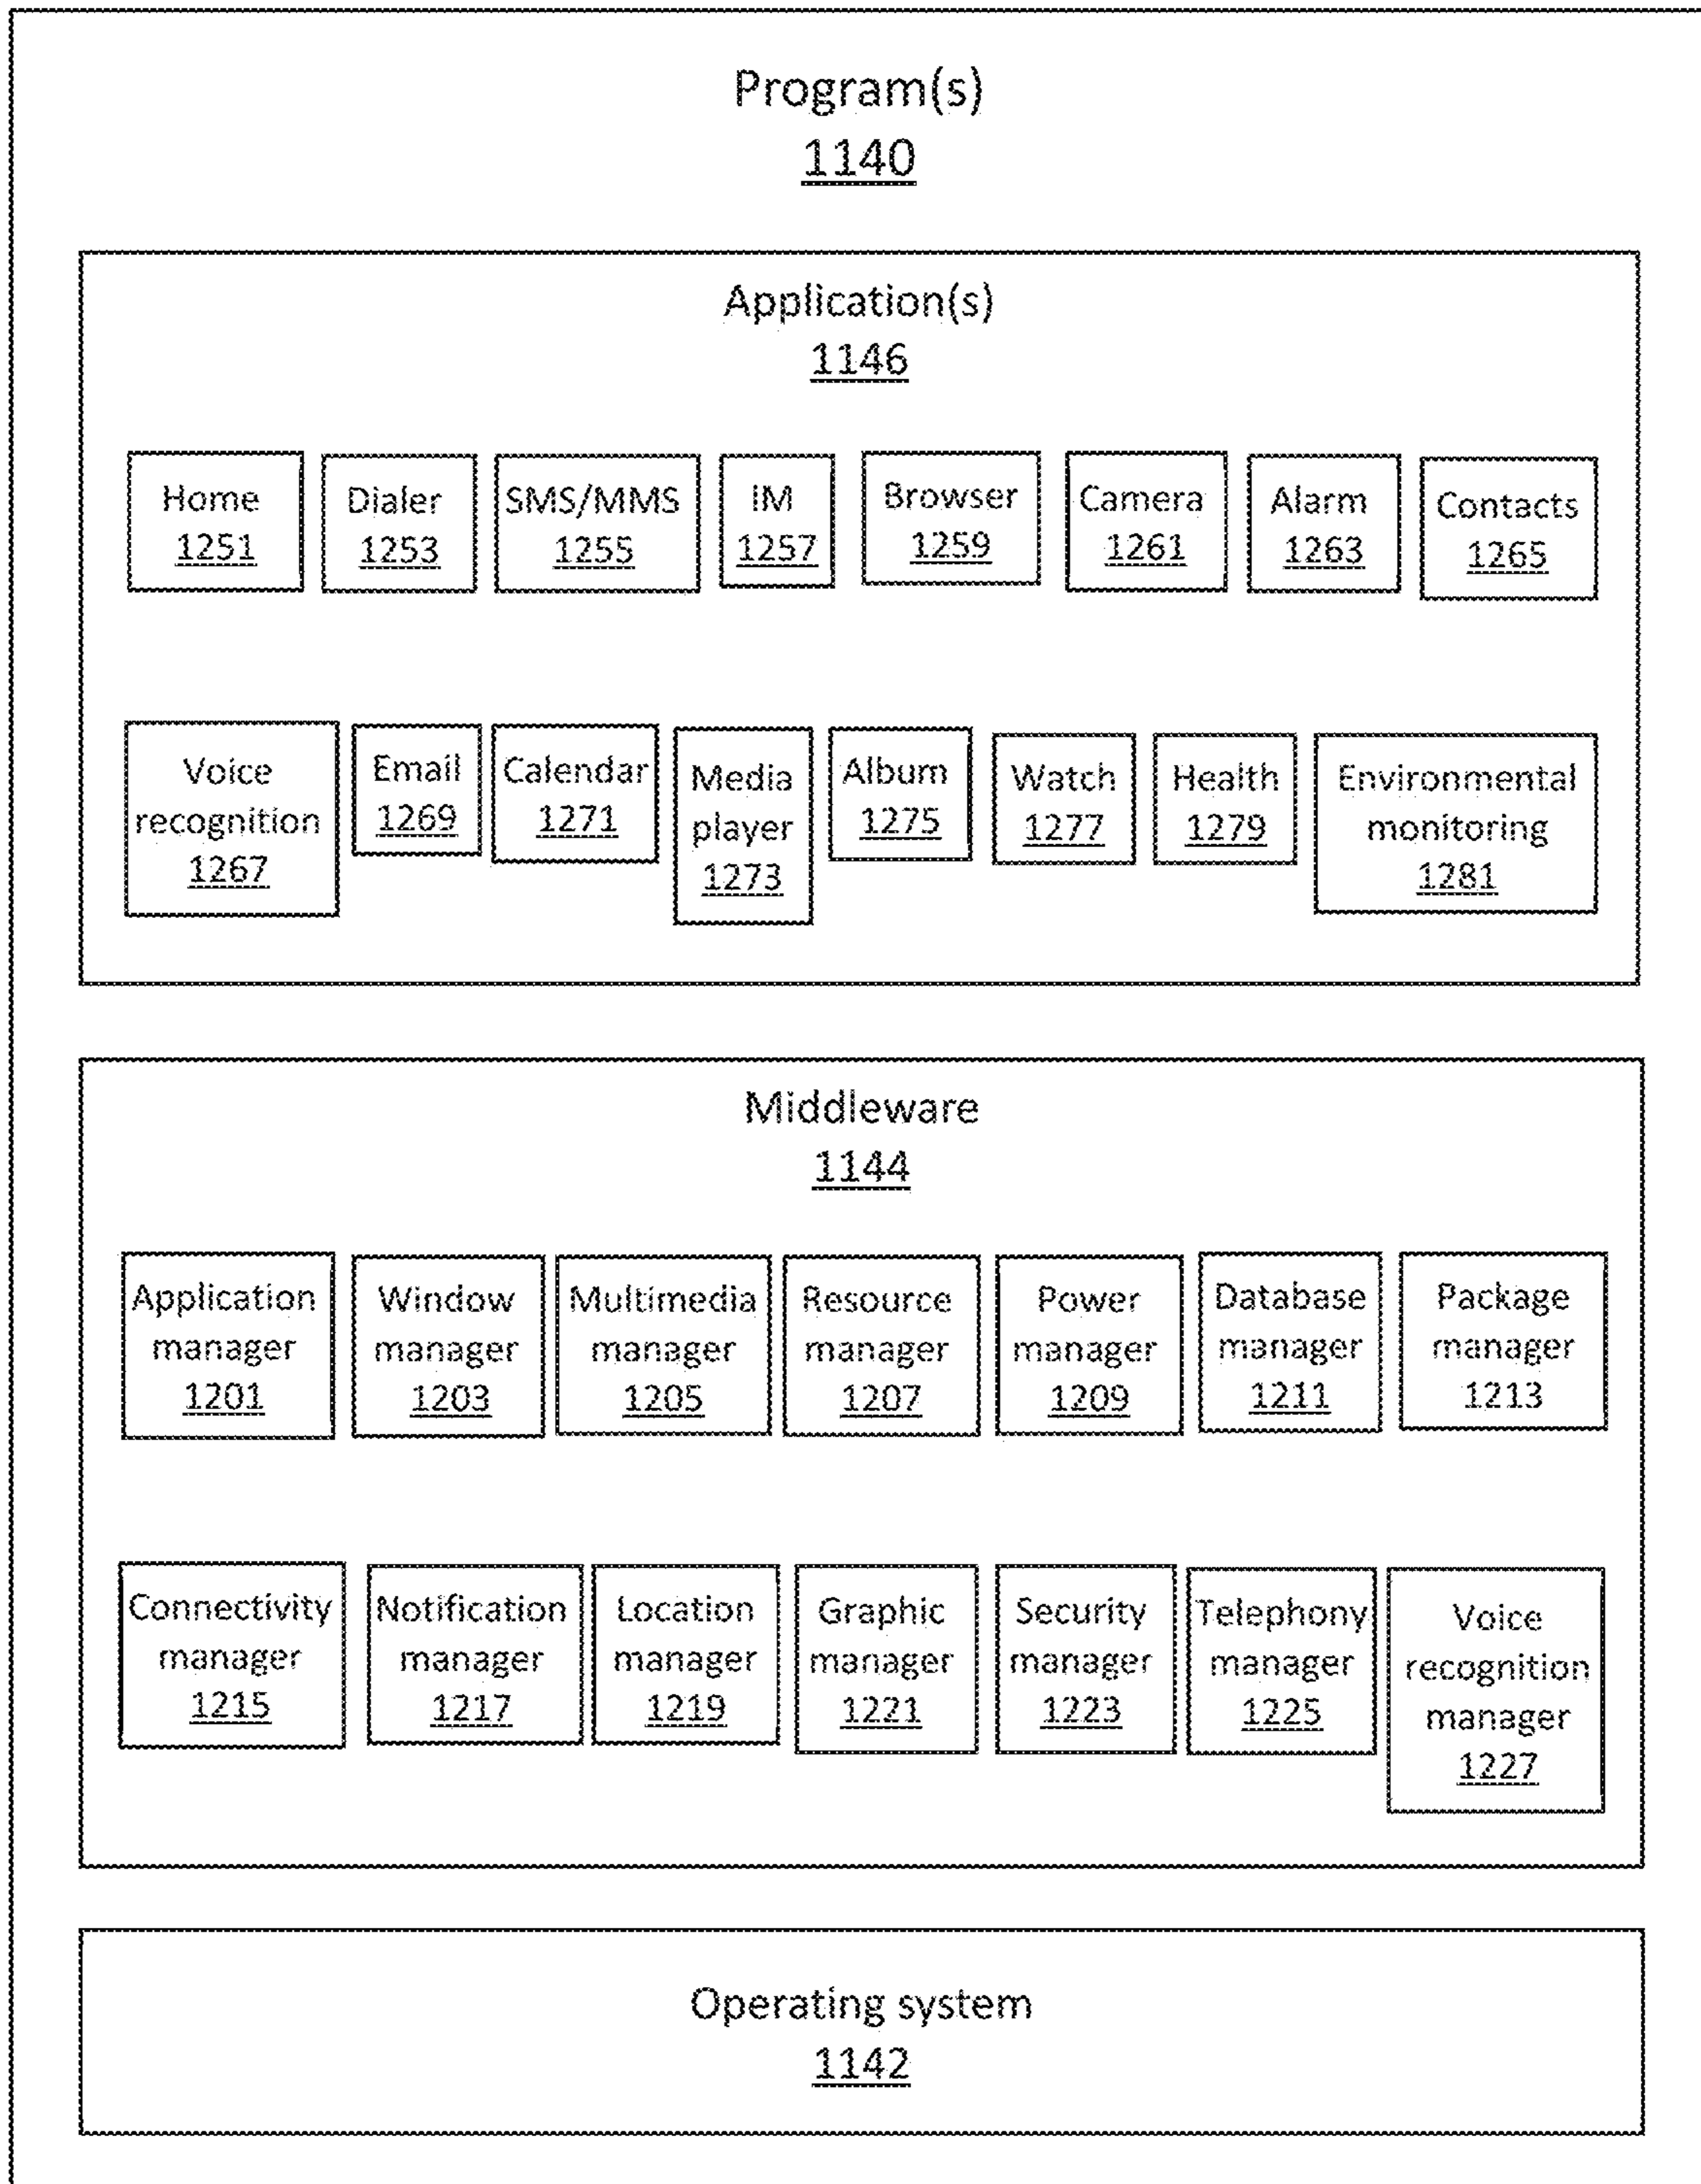 Program(s)
1140
Application(s)
1146
Home
1251
Dialer
1253
SMS/MMS
1255
IM
1257
Browser
1259
Camera
1261
Alarm
1263
Contacts
1265
Voice
recognition
1267
Email
1269
Calendar
1271
Media
player
1273
Album
1275
Watch
1277
Health
1279
Environmental
monitoring
1281
Middleware
1144
Application
manager
1201
Window
manager
1203
Multimedia
manager
1205
Resource
manager
1207
Power
manager
1209
Database
manager
1211
Package
manager
1213
Connectivity
manager
1215
Notification
manager
1217
Location
manager
1219
Graphic
manager
1221
Security
manager
1223
Telephony
manager
1225
Voice
recognition
manager
1227
Operating system
1142